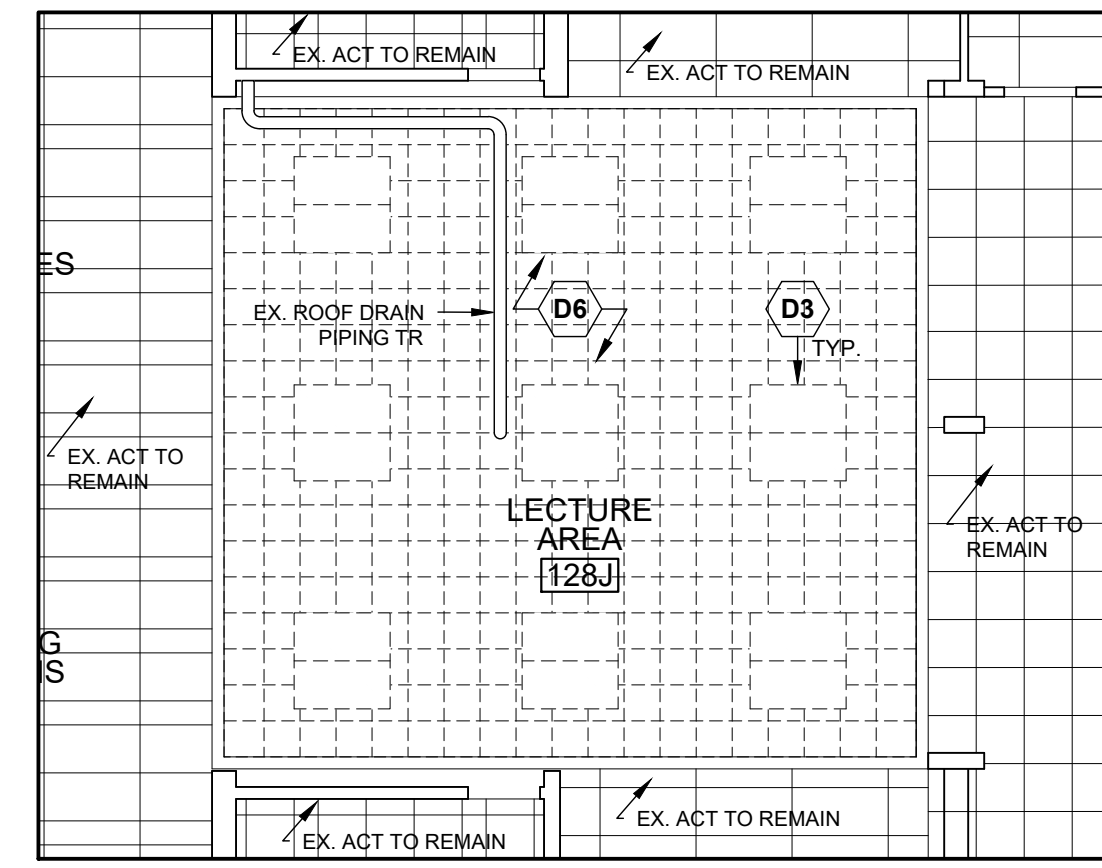 EX. ACT TO REMAIN
EX. ACT TO REMAIN
ES
EX. ROOF DRAIN
PIPING TR
D6
D3
TYP.
EX. ACT TO
REMAIN
LECTURE
AREA
128J
EX. ACT TO
REMAIN
G
IS
EX. ACT TO REMAIN
EX. ACT TO REMAIN